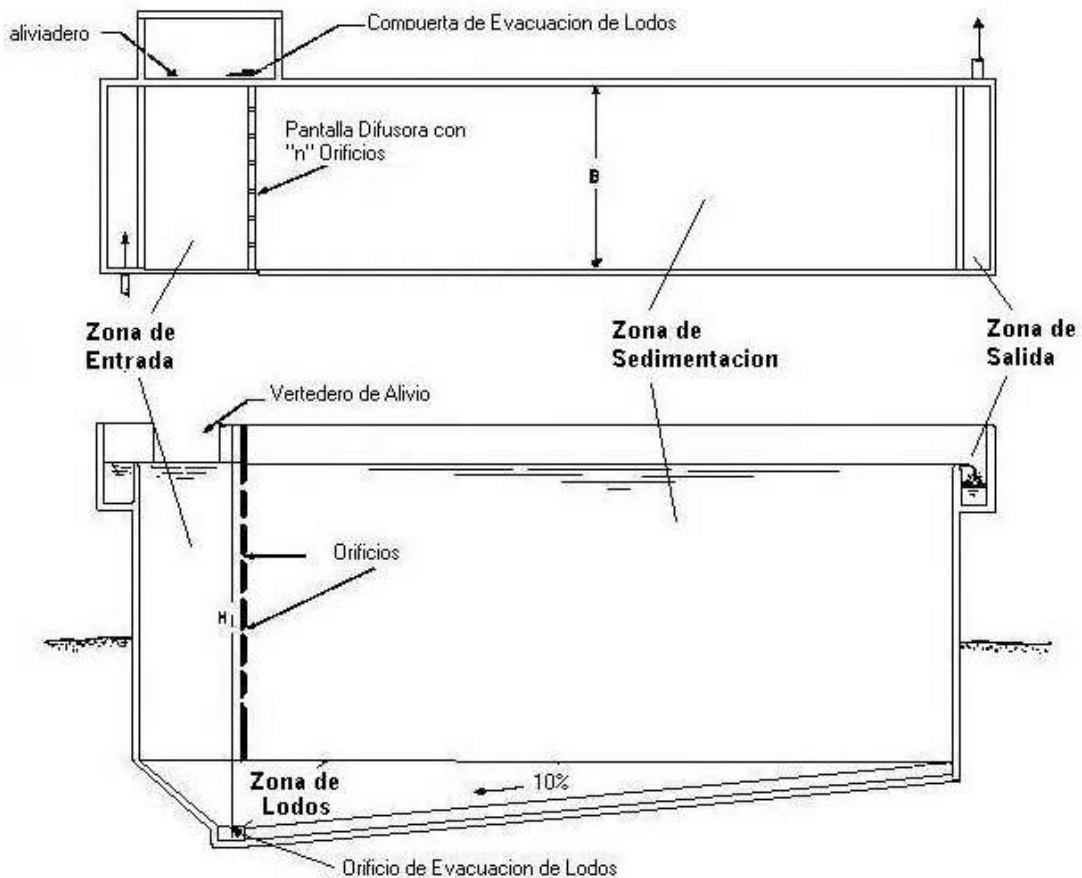 aliviadero
Compuerta de Evacuacion de Lodos
Pantalla Difusora con
"n" Orificios
B
Zona de
Entrada
Zona de
Sedimentacion
Zona de
Salida
Vertedero de Alivio
Orificios
H
Zona de
Lodos
10%
Orificio de Evacuacion de Lodos